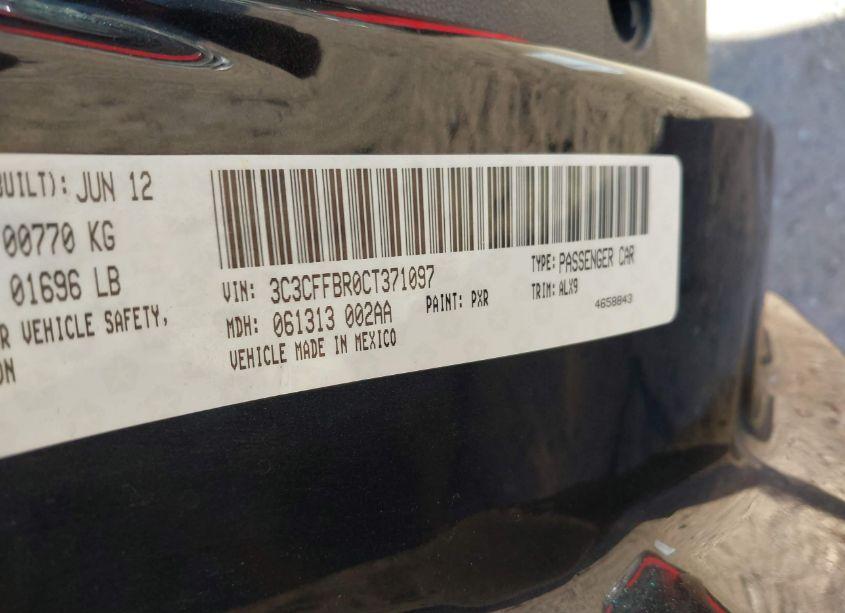 BUILT): JUN 12
00770 KG
01696 LB
R VEHICLE SAFETY,
ON
VIN: 3C3CFFBR0CT371097
TYPE: PASSENGER CAR
MDH: 061313 002AA
PAINT: PXR
TRIM: ALX9
VEHICLE MADE IN MEXICO
4658843